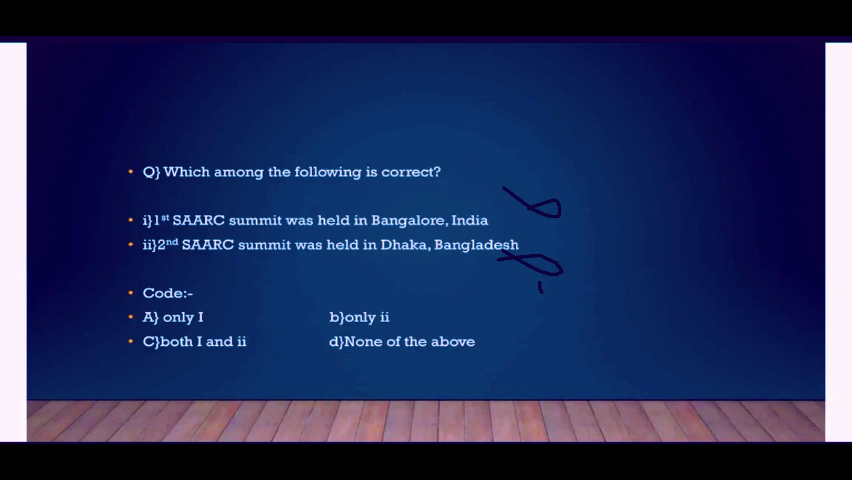 Q} Which among the following is correct?
i}1st SAARC summit was held in Bangalore, India
ii}2nd SAARC summit was held in Dhaka, Bangladesh
Code:-
A} only I b}only ii
C}both I and ii d}None of the above